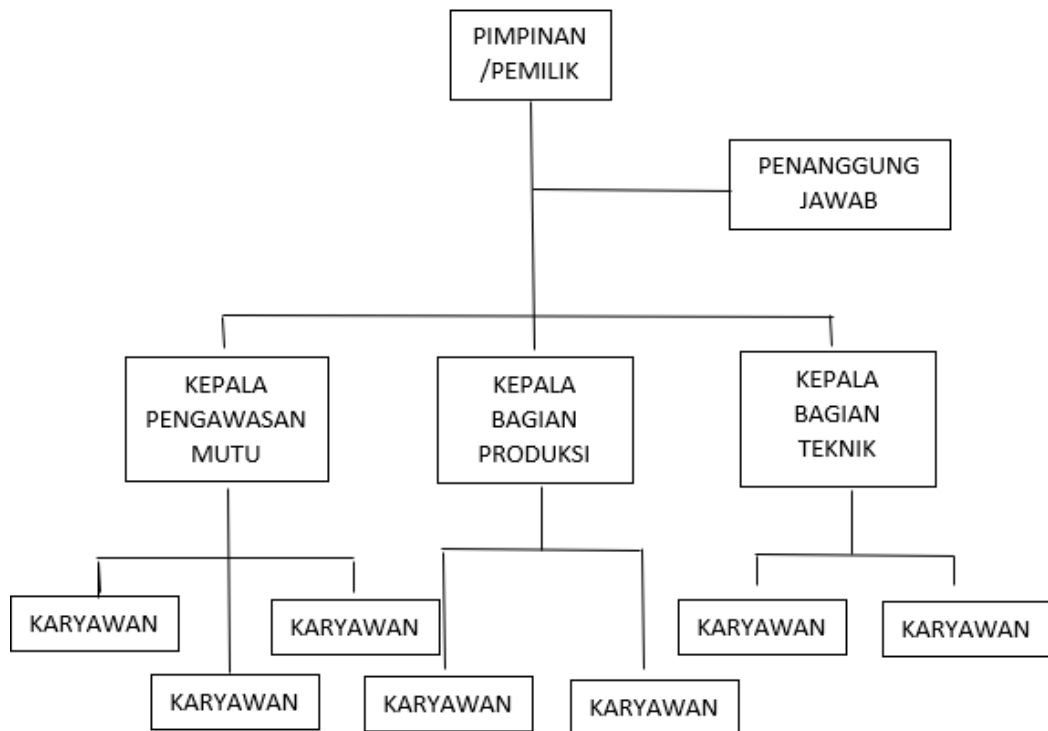 PIMPINAN
/PEMILIK
PENANGGUNG
JAWAB
KEPALA
PENGAWASAN
MUTU
KEPALA
BAGIAN
PRODUKSI
KEPALA
BAGIAN
TEKNIK
KARYAWAN
KARYAWAN
KARYAWAN
KARYAWAN
KARYAWAN
KARYAWAN
KARYAWAN